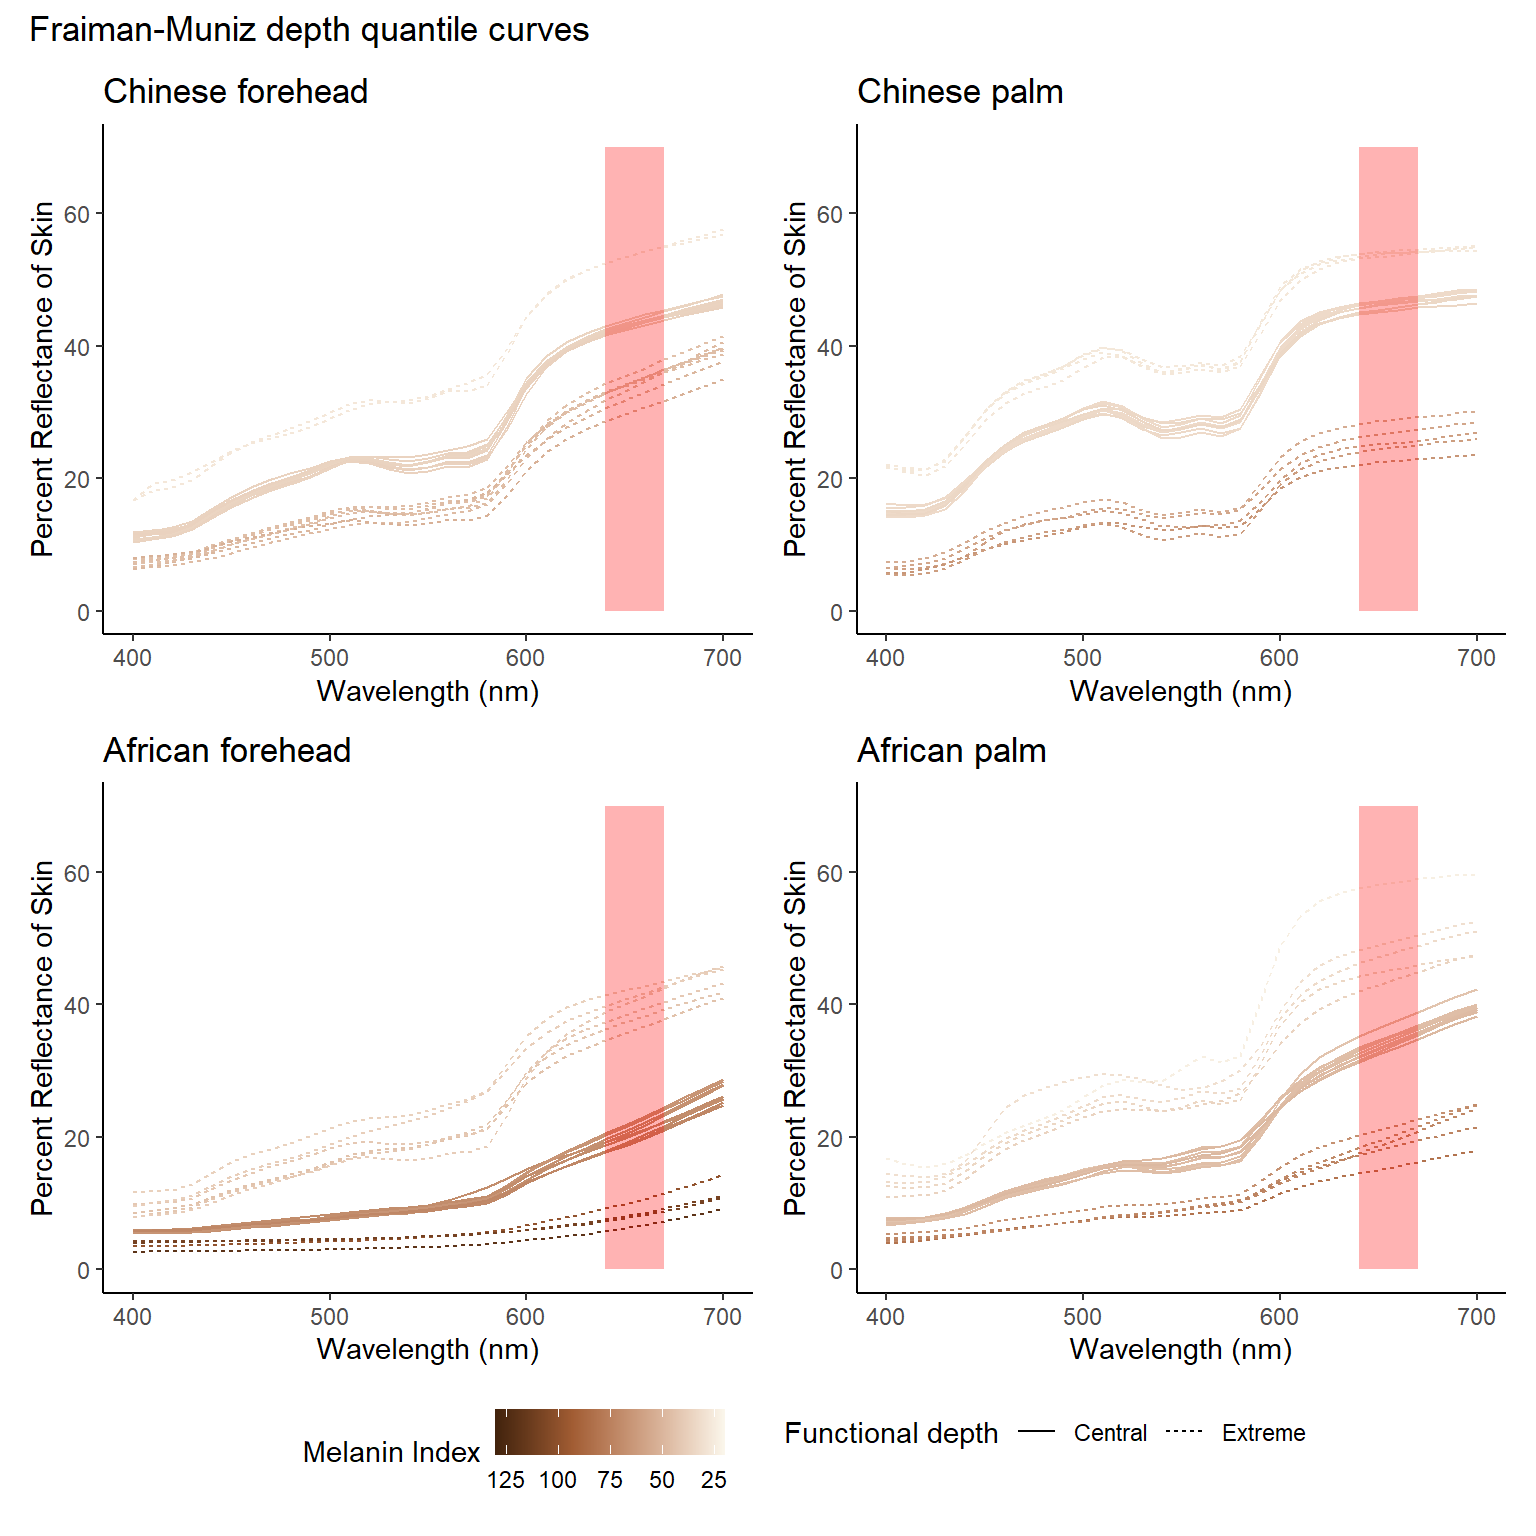 Fraiman-Muniz depth quantile curves
Chinese forehead
Percent Reflectance of Skin
60
40
20
0
400 500 600 700
Wavelength (nm)
Chinese palm
Percent Reflectance of Skin
60
40
20
0
400 500 600 700
Wavelength (nm)
African forehead
Percent Reflectance of Skin
60
40
20
0
400 500 600 700
Wavelength (nm)
African palm
Percent Reflectance of Skin
60
40
20
0
400 500 600 700
Wavelength (nm)
Melanin Index
125 100 75 50 25
Functional depth Central Extreme